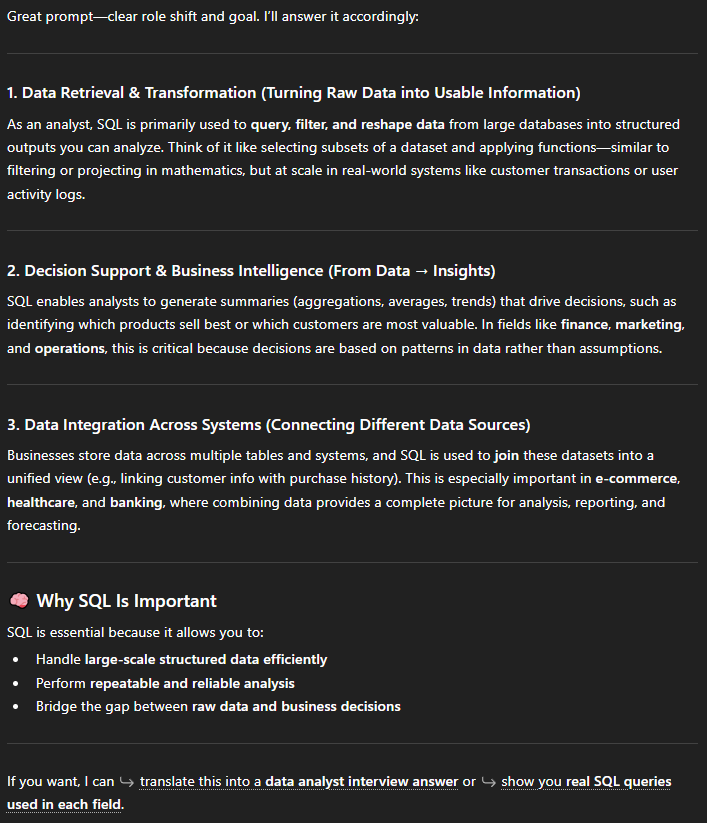 Great prompt—clear role shift and goal. I'll answer it accordingly:
1. Data Retrieval & Transformation (Turning Raw Data into Usable Information)
As an analyst, SQL is primarily used to query, filter, and reshape data from large databases into structured
outputs you can analyze. Think of it like selecting subsets of a dataset and applying functions—similar to
filtering or projecting in mathematics, but at scale in real-world systems like customer transactions or user
activity logs.
2. Decision Support & Business Intelligence (From Data → Insights)
SQL enables analysts to generate summaries (aggregations, averages, trends) that drive decisions, such as
identifying which products sell best or which customers are most valuable. In fields like finance, marketing,
and operations, this is critical because decisions are based on patterns in data rather than assumptions.
3. Data Integration Across Systems (Connecting Different Data Sources)
Businesses store data across multiple tables and systems, and SQL is used to join these datasets into a
unified view (e.g., linking customer info with purchase history). This is especially important in e-commerce,
healthcare, and banking, where combining data provides a complete picture for analysis, reporting, and
forecasting.
🧠 Why SQL Is Important
SQL is essential because it allows you to:
• Handle large-scale structured data efficiently
• Perform repeatable and reliable analysis
• Bridge the gap between raw data and business decisions
If you want, I can ↪ translate this into a data analyst interview answer or ↪ show you real SQL queries
used in each field.